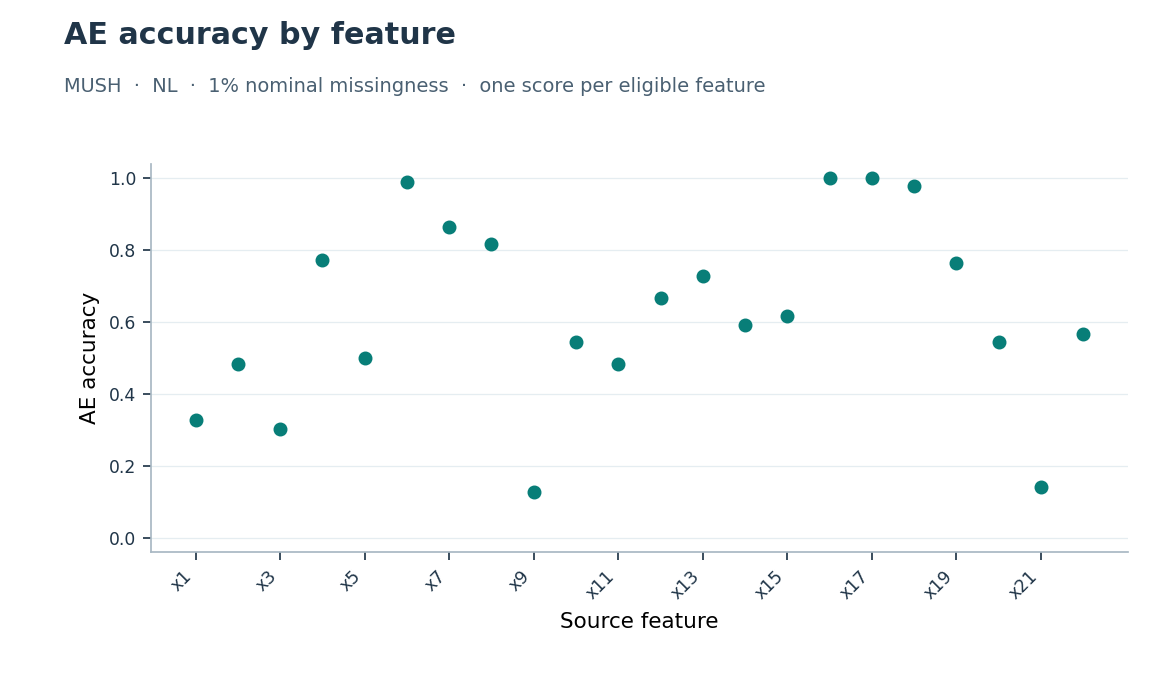 AE accuracy by feature
MUSH · NL · 1% nominal missingness · one score per eligible feature
AE accuracy
1.0
0.8
0.6
0.4
0.2
0.0
x1 x3 x5 x7 x9 x11 x13 x15 x17 x19 x21
Source feature